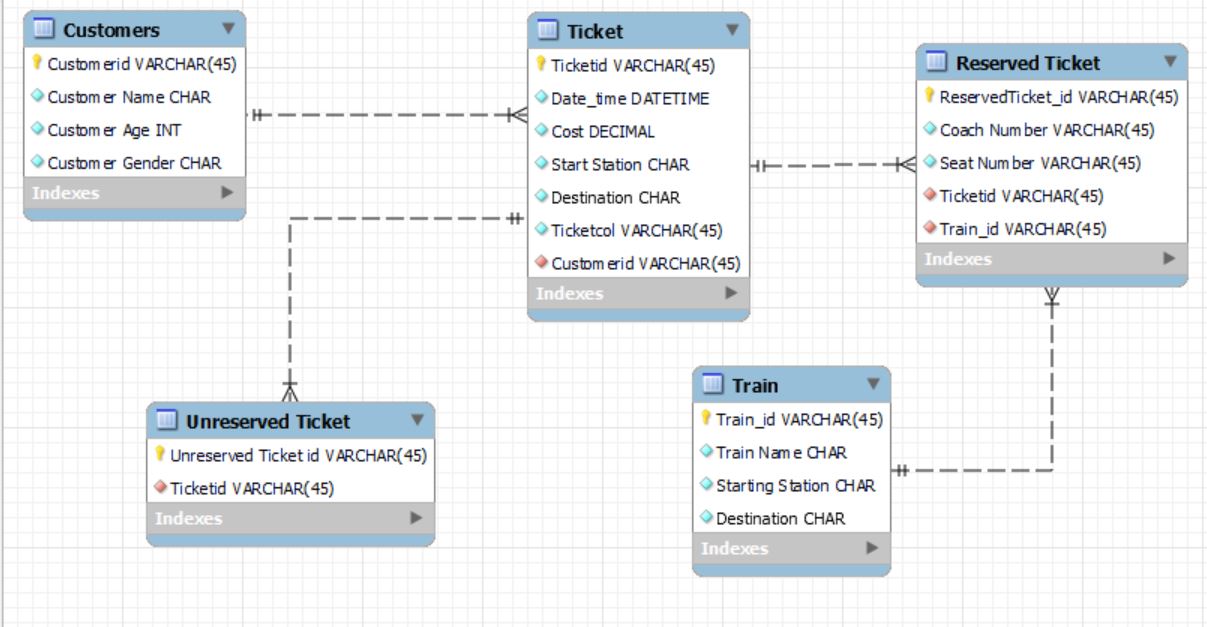 Customers
Customerid VARCHAR(45)
Customer Name CHAR
Customer Age INT
Customer Gender CHAR
Indexes
Ticket
Ticketid VARCHAR(45)
Date_time DATETIME
Cost DECIMAL
Start Station CHAR
Destination CHAR
Ticketcol VARCHAR(45)
Customerid VARCHAR(45)
Indexes
Reserved Ticket
ReservedTicket_id VARCHAR(45)
Coach Number VARCHAR(45)
Seat Number VARCHAR(45)
Ticketid VARCHAR(45)
Train_id VARCHAR(45)
Indexes
Unreserved Ticket
Unreserved Ticket id VARCHAR(45)
Ticketid VARCHAR(45)
Indexes
Train
Train_id VARCHAR(45)
Train Name CHAR
Starting Station CHAR
Destination CHAR
Indexes